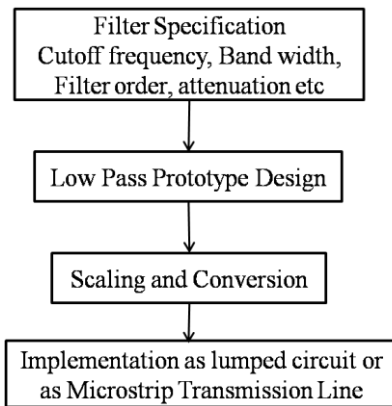 Filter Specification
Cutoff frequency, Band width,
Filter order, attenuation etc
Low Pass Prototype Design
Scaling and Conversion
Implementation as lumped circuit or
as Microstrip Transmission Line